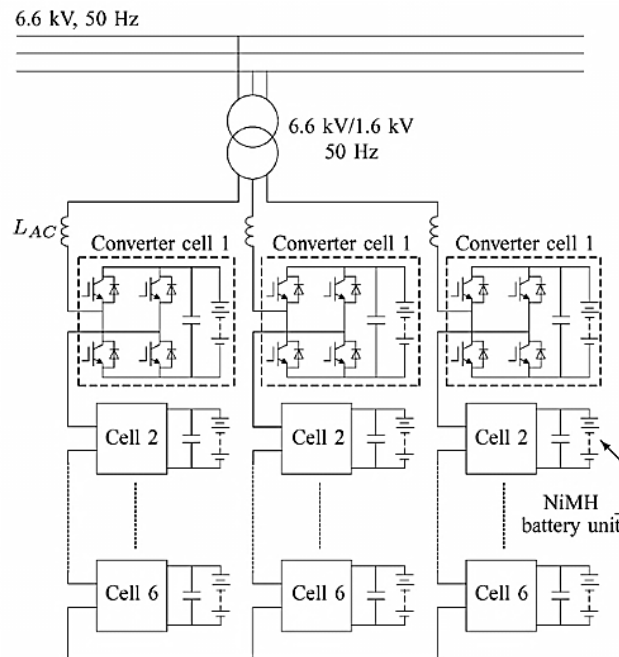 6.6 kV, 50 Hz
6.6 kV/1.6 kV
50 Hz
L_AC
Converter cell 1
Converter cell 1
Converter cell 1
Cell 2
Cell 2
Cell 2
NiMH
battery unit
Cell 6
Cell 6
Cell 6